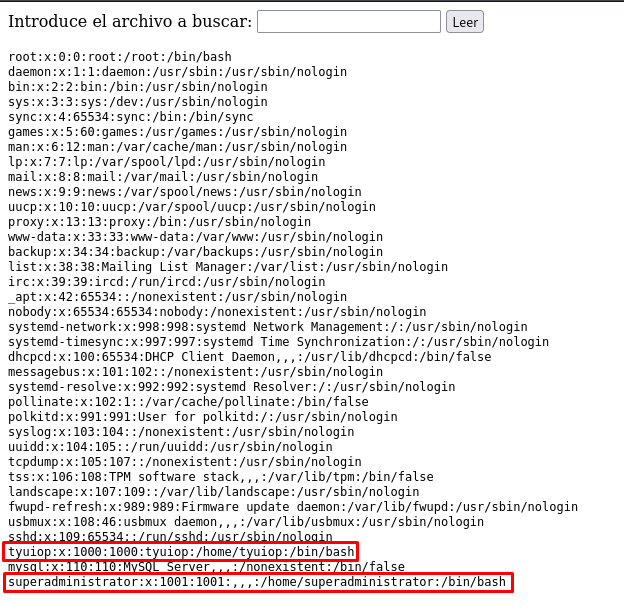 Introduce el archivo a buscar: Leer
root:x:0:0:root:/root:/bin/bash
daemon:x:1:1:daemon:/usr/sbin:/usr/sbin/nologin
bin:x:2:2:bin:/bin:/usr/sbin/nologin
sys:x:3:3:sys:/dev:/usr/sbin/nologin
sync:x:4:65534:sync:/bin:/bin/sync
games:x:5:60:games:/usr/games:/usr/sbin/nologin
man:x:6:12:man:/var/cache/man:/usr/sbin/nologin
lp:x:7:7:lp:/var/spool/lpd:/usr/sbin/nologin
mail:x:8:8:mail:/var/mail:/usr/sbin/nologin
news:x:9:9:news:/var/spool/news:/usr/sbin/nologin
uucp:x:10:10:uucp:/var/spool/uucp:/usr/sbin/nologin
proxy:x:13:13:proxy:/bin:/usr/sbin/nologin
www-data:x:33:33:www-data:/var/www:/usr/sbin/nologin
backup:x:34:34:backup:/var/backups:/usr/sbin/nologin
list:x:38:38:Mailing List Manager:/var/list:/usr/sbin/nologin
irc:x:39:39:ircd:/run/ircd:/usr/sbin/nologin
_apt:x:42:65534::/nonexistent:/usr/sbin/nologin
nobody:x:65534:65534:nobody:/nonexistent:/usr/sbin/nologin
systemd-network:x:998:998:systemd Network Management:/:/usr/sbin/nologin
systemd-timesync:x:997:997:systemd Time Synchronization:/:/usr/sbin/nologin
dhcpcd:x:100:65534:DHCP Client Daemon,,,:/usr/lib/dhcpcd:/bin/false
messagebus:x:101:102::/nonexistent:/usr/sbin/nologin
systemd-resolve:x:992:992:systemd Resolver:/:/usr/sbin/nologin
pollinate:x:102:1::/var/cache/pollinate:/bin/false
polkitd:x:991:991:User for polkitd:/:/usr/sbin/nologin
syslog:x:103:104::/nonexistent:/usr/sbin/nologin
uuidd:x:104:105::/run/uuidd:/usr/sbin/nologin
tcpdump:x:105:107::/nonexistent:/usr/sbin/nologin
tss:x:106:108:TPM software stack,,,:/var/lib/tpm:/bin/false
landscape:x:107:109::/var/lib/landscape:/usr/sbin/nologin
fwupd-refresh:x:989:989:Firmware update daemon:/var/lib/fwupd:/usr/sbin/nologin
usbmux:x:108:46:usbmux daemon,,,:/var/lib/usbmux:/usr/sbin/nologin
sshd:x:109:65534::/run/sshd:/usr/sbin/nologin
tyuiop:x:1000:1000:tyuiop:/home/tyuiop:/bin/bash
mysql:x:110:110:MySQL Server,,,:/nonexistent:/bin/false
superadministrator:x:1001:1001:,,,:/home/superadministrator:/bin/bash